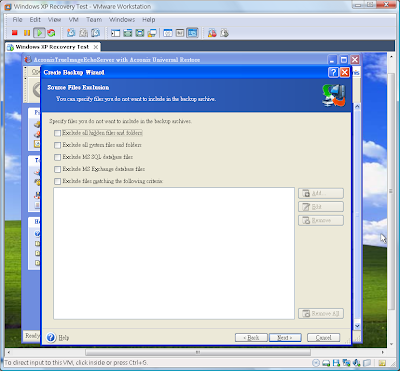 Windows XP Recovery Test - VMware Workstation
File Edit View VM Team Windows Help
Windows XP Recovery Test
AcronisTrueImageEchoServer with Acronis Universal Restore
Create Backup Wizard
Source Files Exclusion
You can specify files you do not want to include in the backup archive.
Specify files you do not want to include in the backup archive:
Exclude all hidden files and folders
Exclude all system files and folders
Exclude MS SQL database files
Exclude MS Exchange database files
Exclude files matching the following criteria:
Add...
Edit
Remove
Remove All
Help
< Back
Next >
Cancel
Ready
To direct input to this VM, click inside or press Ctrl+G.